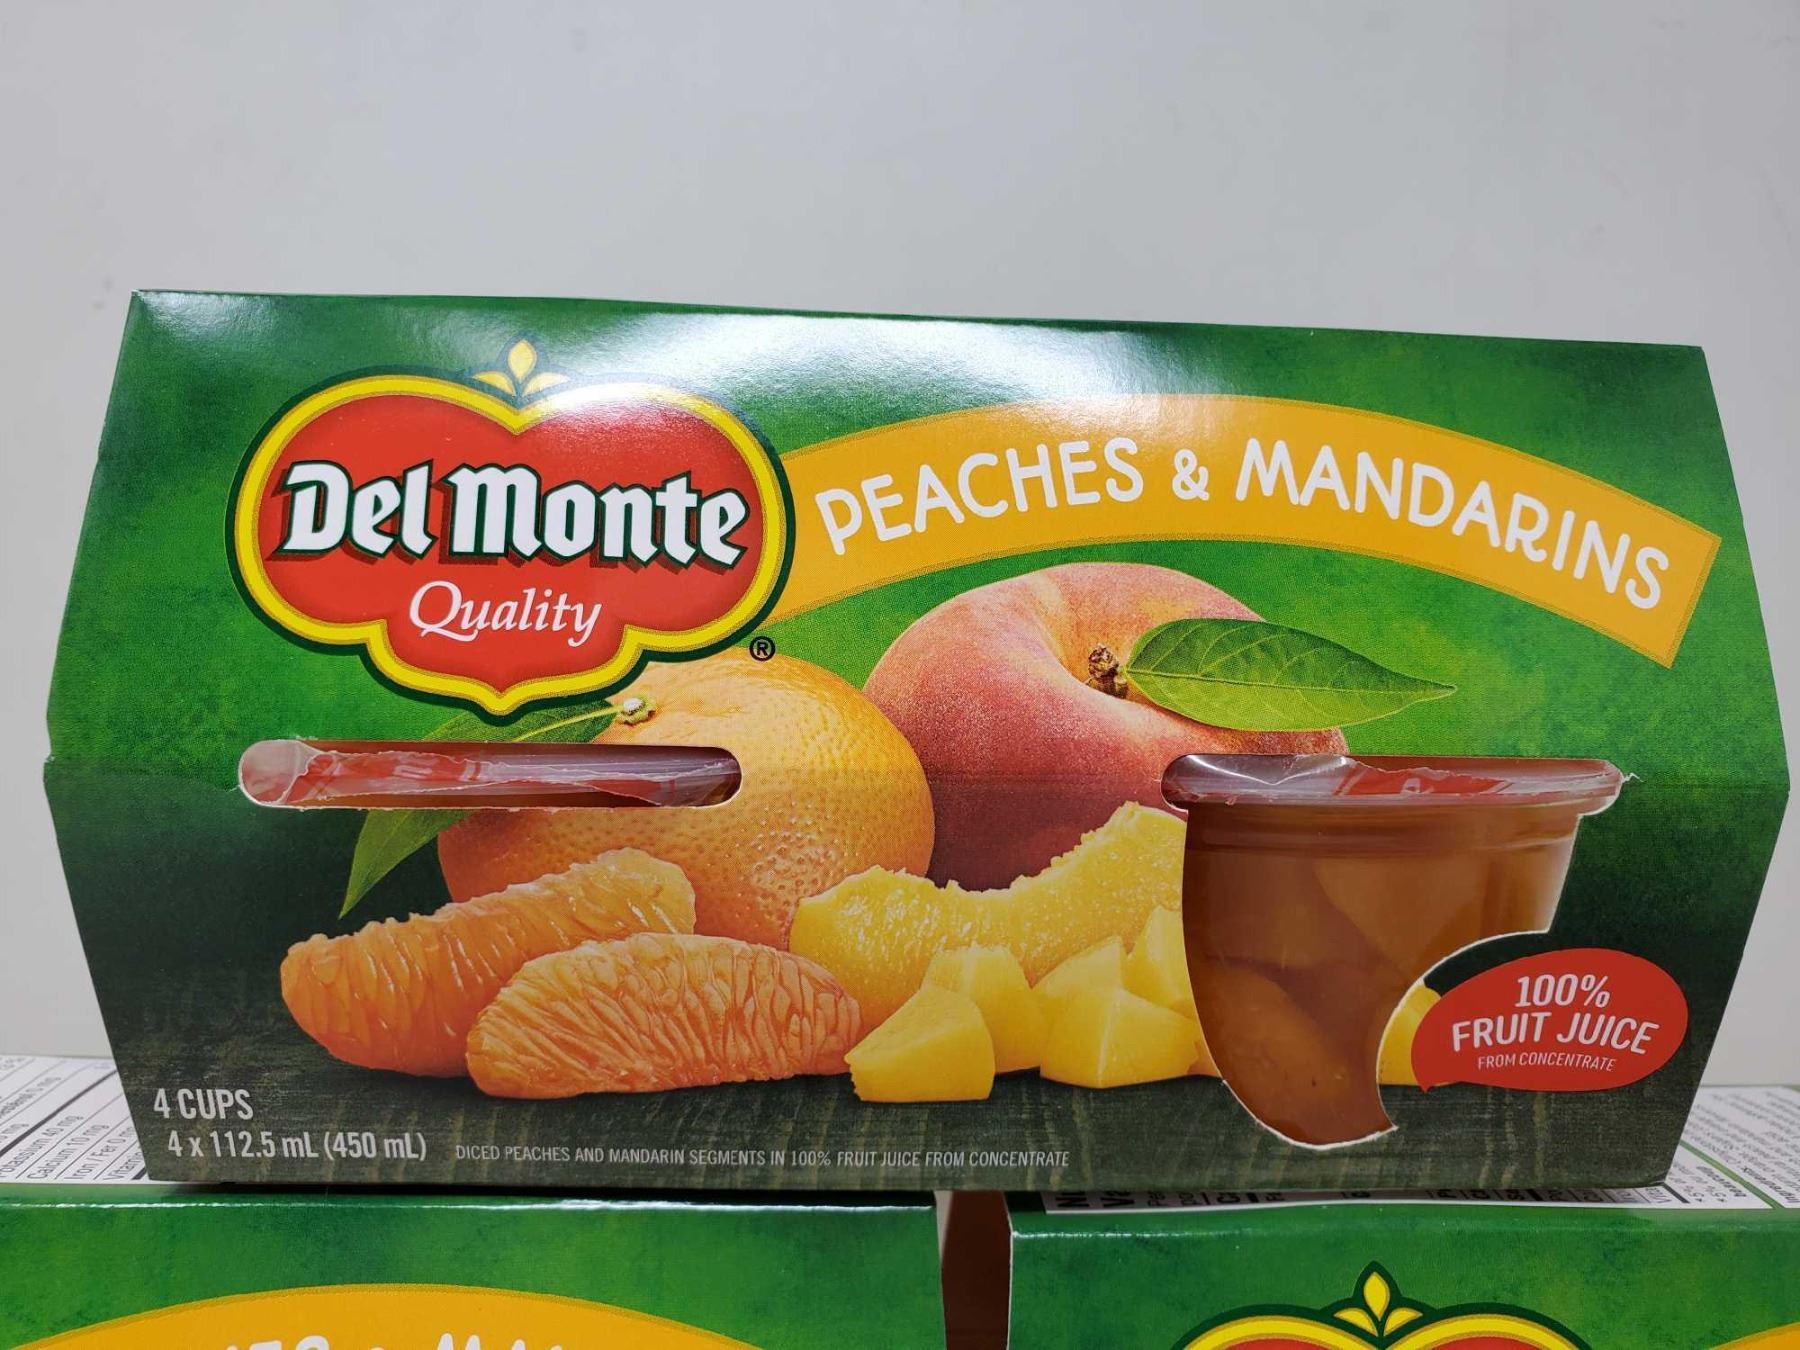 Del Monte
Quality
®
PEACHES & MANDARINS
100%
FRUIT JUICE
FROM CONCENTRATE
4 CUPS
4 x 112.5 mL (450 mL)
DICED PEACHES AND MANDARIN SEGMENTS IN 100% FRUIT JUICE FROM CONCENTRATE